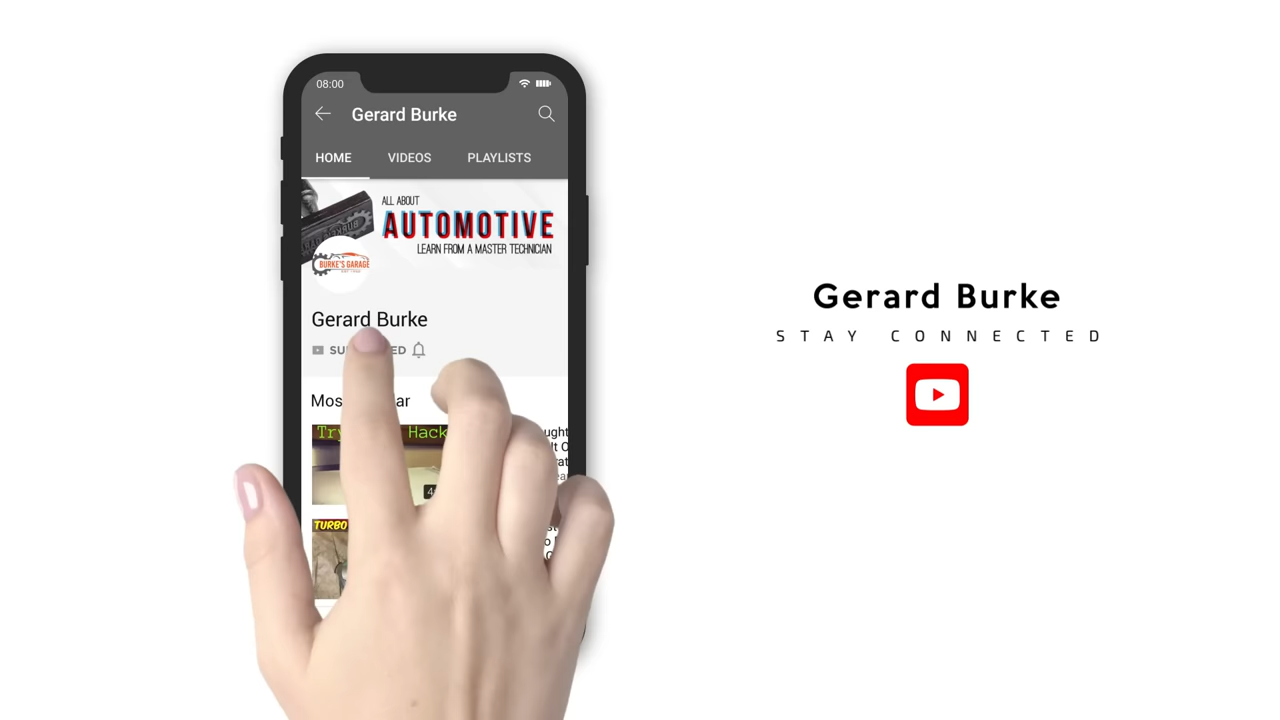 08:00
Gerard Burke
HOME VIDEOS PLAYLISTS
ALL ABOUT
AUTOMOTIVE
LEARN FROM A MASTER TECHNICIAN
BURKE'S GARAGE
Gerard Burke
Hack
TURBO
Gerard Burke
STAY CONNECTED